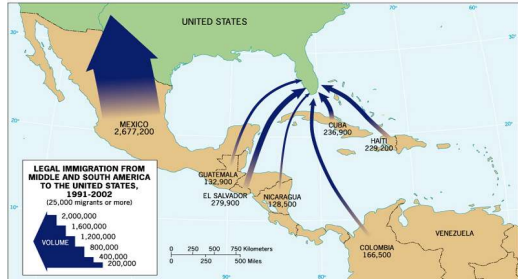 UNITED STATES
MEXICO
2,677,200
CUBA
236,900
HAITI
229,200
GUATEMALA
132,900
EL SALVADOR
279,900
NICARAGUA
128,500
COLOMBIA
166,500
VENEZUELA
LEGAL IMMIGRATION FROM
MIDDLE AND SOUTH AMERICA
TO THE UNITED STATES,
1991-2002
(25,000 migrants or more)
2,000,000
1,600,000
1,200,000
800,000
400,000
200,000
VOLUME
0 250 500 750 Kilometers
0 250 500 Miles